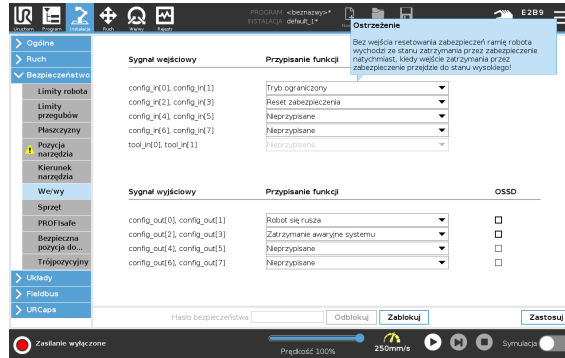 PROGRAM <beznazwy>*
INSTALACJA default_1*
E2B9
Uruchom Program Instalacja Ruch We/wy Rejestr
Ostrzeżenie
Bez wejścia resetowania zabezpieczeń ramię robota
wychodzi ze stanu zatrzymania przez zabezpieczenie
natychmiast, kiedy wejście zatrzymania przez
zabezpieczenie przejdzie do stanu wysokiego!
Ogólne
Ruch
Bezpieczeństwo
Limity robota
Limity
przegubów
Płaszczyzny
Pozycja
narzędzia
Kierunek
narzędzia
We/wy
Sprzęt
PROFIsafe
Bezpieczna
pozycja do...
Trójpozycyjny
Układy
Fieldbus
URCaps
Sygnał wejściowy Przypisanie funkcji
config_in[0], config_in[1] Tryb ograniczony
config_in[2], config_in[3] Reset zabezpieczenia
config_in[4], config_in[5] Nieprzypisane
config_in[6], config_in[7] Nieprzypisane
tool_in[0], tool_in[1] Nieprzypisane
Sygnał wyjściowy Przypisanie funkcji OSSD
config_out[0], config_out[1] Robot się rusza
config_out[2], config_out[3] Zatrzymanie awaryjne systemu
config_out[4], config_out[5] Nieprzypisane
config_out[6], config_out[7] Nieprzypisane
Hasło bezpieczeństwa Odblokuj Zablokuj Zastosuj
Zasilanie wyłączone
Prędkość 100%
250mm/s
Symulacja